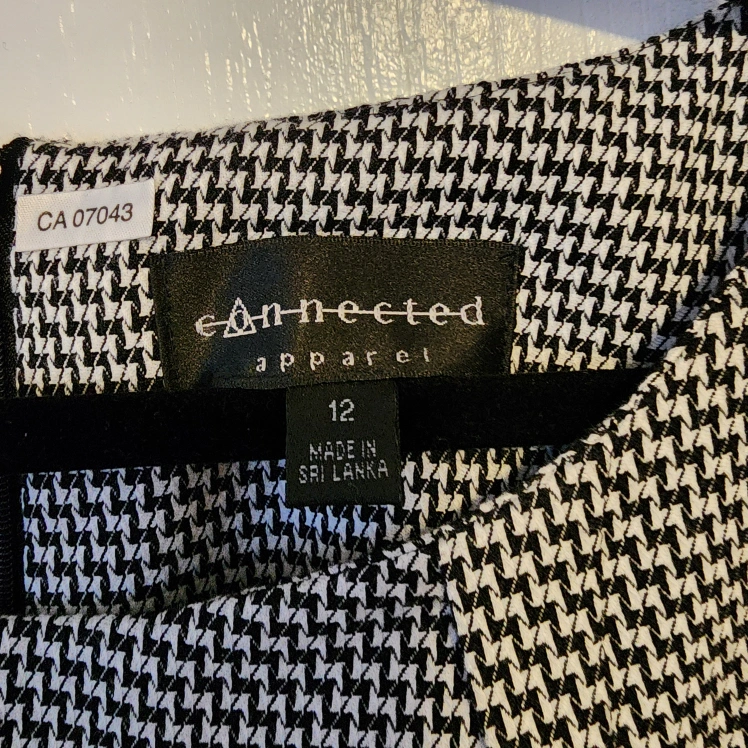 CA 07043
connected
apparel
12
MADE IN
SRI LANKA